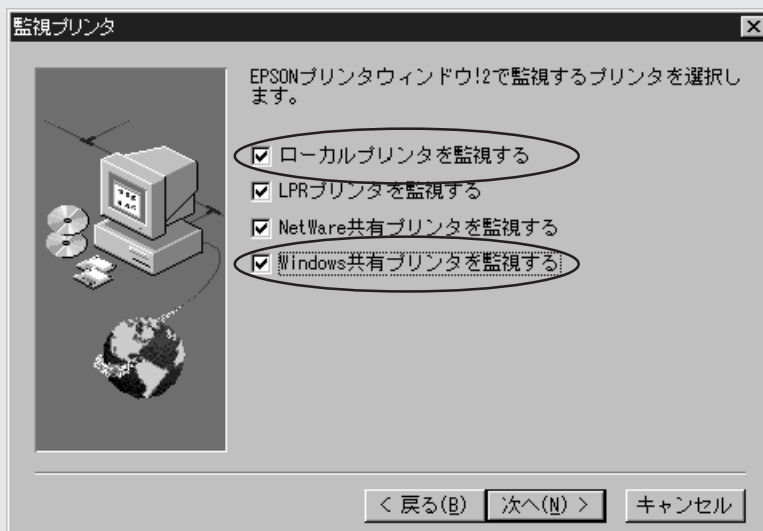 監視プリンタ
EPSONプリンタウィンドウ!2で監視するプリンタを選択し
ます。
ローカルプリンタを監視する
LPRプリンタを監視する
NetWare共有プリンタを監視する
Windows共有プリンタを監視する
< 戻る(B) 次へ(N) > キャンセル